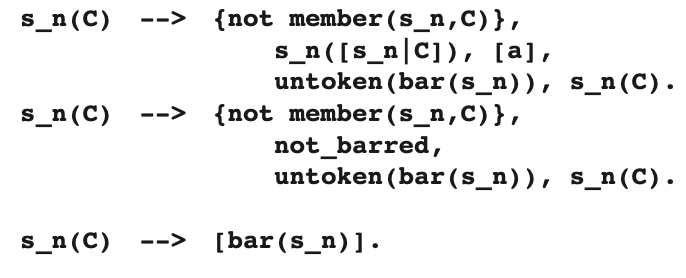 s_n(C) --> {not member(s_n,C)},
s_n([s_n|C]), [a],
untoken(bar(s_n)), s_n(C).
s_n(C) --> {not member(s_n,C)},
not_barred,
untoken(bar(s_n)), s_n(C).
s_n(C) --> [bar(s_n)].